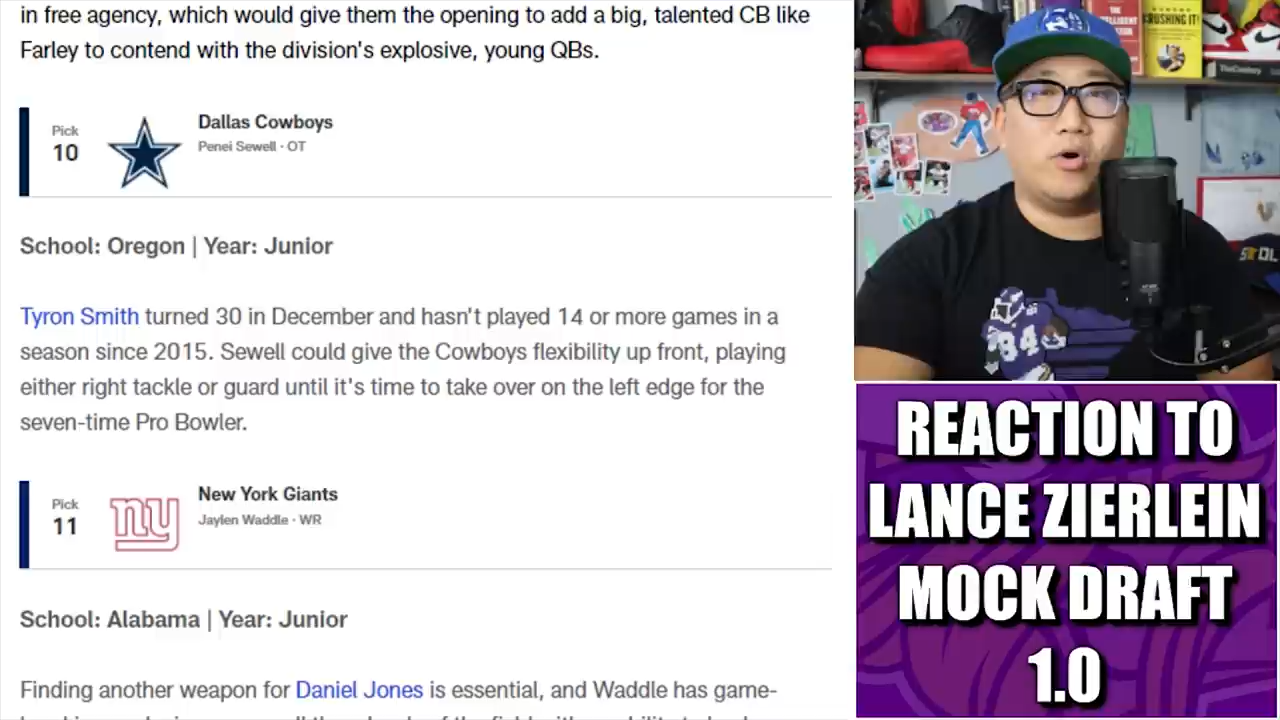 in free agency, which would give them the opening to add a big, talented CB like
Farley to contend with the division's explosive, young QBs.
Pick
10
Dallas Cowboys
Penei Sewell · OT
School: Oregon | Year: Junior
Tyron Smith turned 30 in December and hasn't played 14 or more games in a
season since 2015. Sewell could give the Cowboys flexibility up front, playing
either right tackle or guard until it's time to take over on the left edge for the
seven-time Pro Bowler.
Pick
11
ny
New York Giants
Jaylen Waddle · WR
School: Alabama | Year: Junior
Finding another weapon for Daniel Jones is essential, and Waddle has game-
CRUSHING IT!
84
REACTION TO
LANCE ZIERLEIN
MOCK DRAFT
1.0